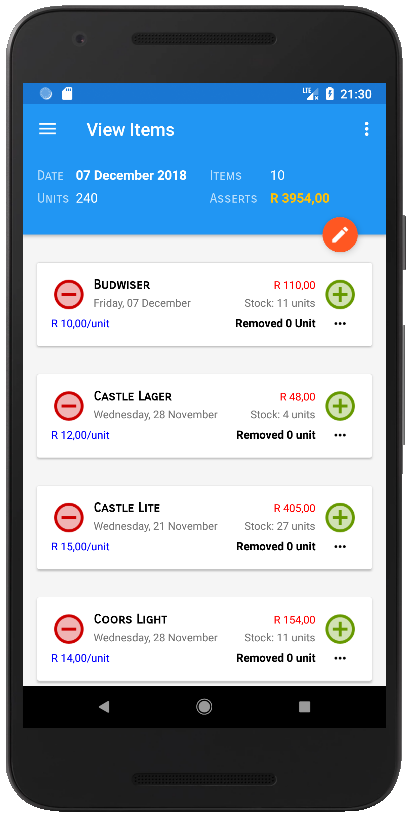 LTE 21:30
View Items
Date 07 December 2018 Items 10
Units 240 Asserts R 3954,00
Budwiser R 110,00
Friday, 07 December Stock: 11 units
R 10,00/unit Removed 0 Unit
Castle Lager R 48,00
Wednesday, 28 November Stock: 4 units
R 12,00/unit Removed 0 unit
Castle Lite R 405,00
Wednesday, 21 November Stock: 27 units
R 15,00/unit Removed 0 unit
Coors Light R 154,00
Wednesday, 28 November Stock: 11 units
R 14,00/unit Removed 0 unit